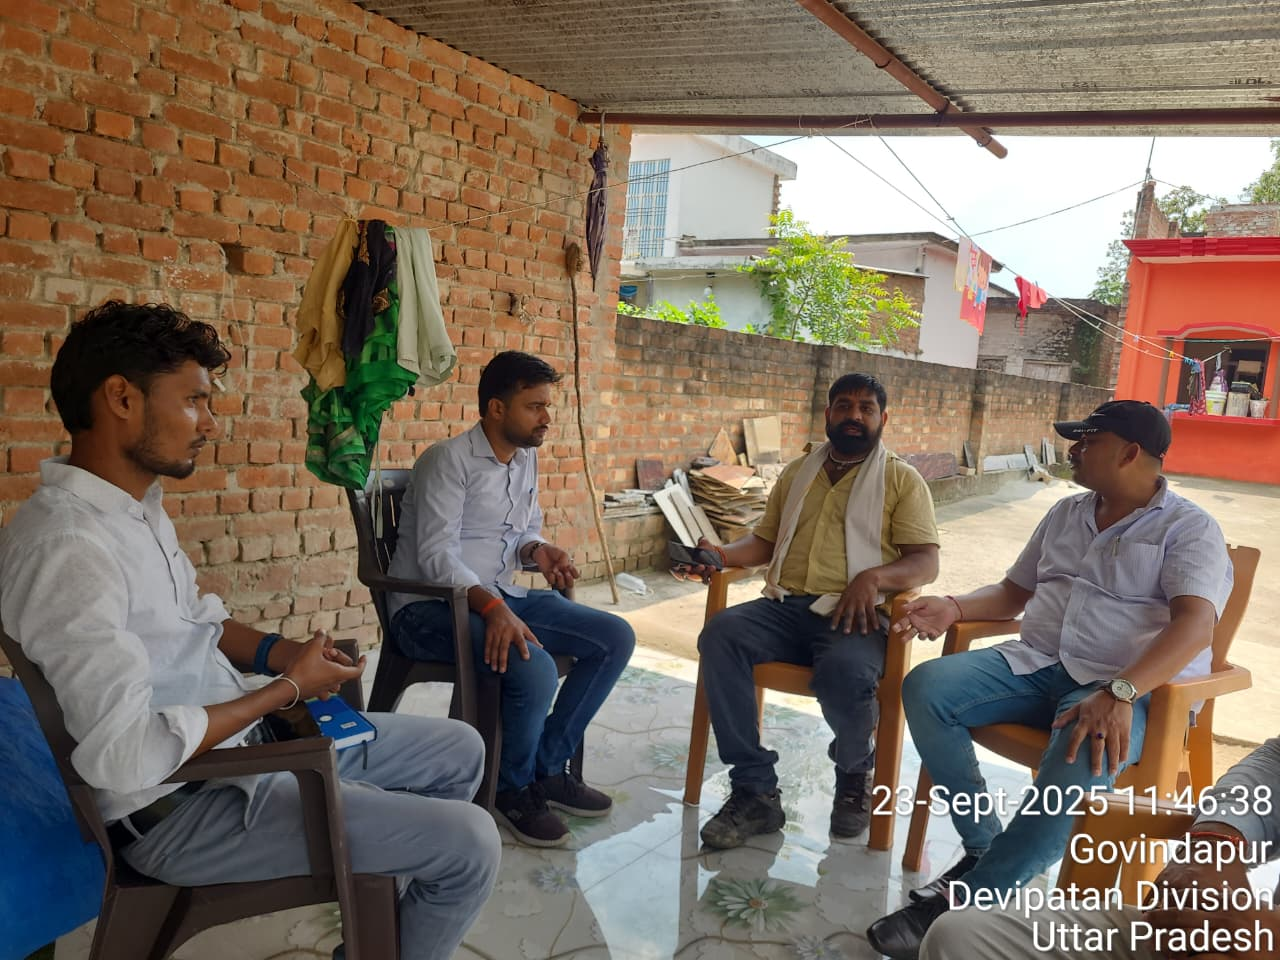 23-Sept-2025 11:46:38
Govindapur
Devipatan Division
Uttar Pradesh